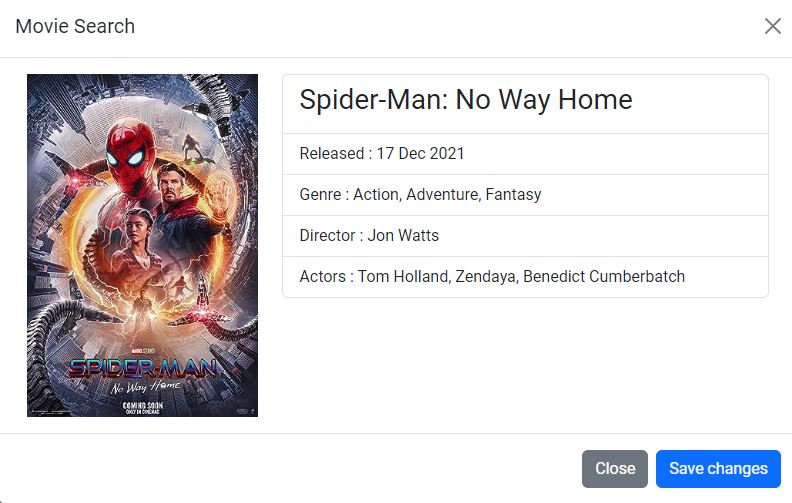 Movie Search
Spider-Man: No Way Home
Released : 17 Dec 2021
Genre : Action, Adventure, Fantasy
Director : Jon Watts
Actors : Tom Holland, Zendaya, Benedict Cumberbatch
MARVEL STUDIOS
SPIDER-MAN
No Way Home
COMING SOON
ONLY IN CINEMAS
Close
Save changes